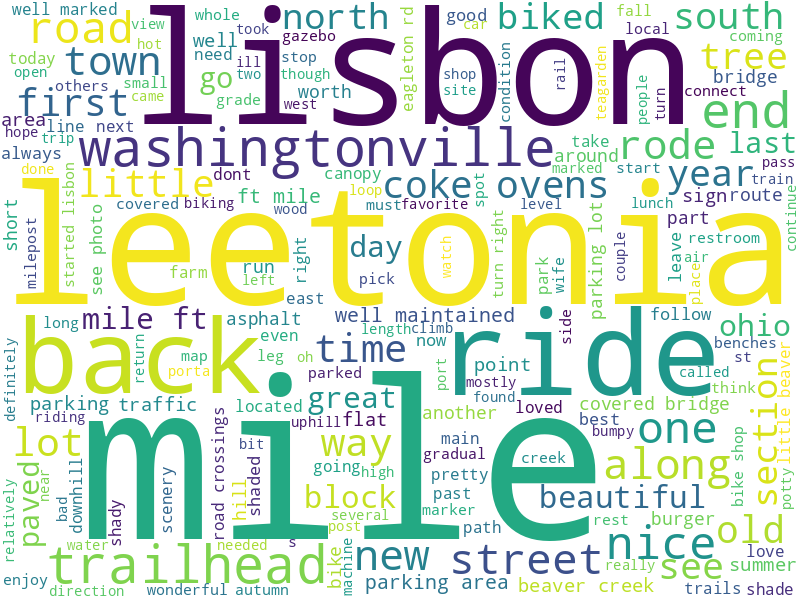 well marked
whole
took
north
biked
good
fall
view
road
lisbon
south
gazebo
car
local
today
hot
well
need
ill
stop
eagleton rd
coming
town
go
two
though
condition
shop
rail
teagarden
people
tree
open
small
grade
worth
site
turn
bridge
others
came
west
connect
first
end
area
hope
line next
washingtonville
rode
last
trip
always
dont
canopy
take
around
pass
done
little
loop
coke ovens
spot
marked
start
year
train
short
covered
biking
ft mile
must
favorite
level
lunch
sign
route
milepost
started lisbon
see photo
wood
leetonia
day
turn right
parking lot
part
continue
farm
run
left
right
pick
watch
park
wife
couple
leave
restroom
air
place
east
mile ft
long
asphalt
well maintained
side
follow
ohio
back
return
even
time
length
climb
now
ride
benches
definitely
map
leg
oh
point
port
st
porta
parked
mostly
called
found
think
parking
traffic
located
great
another
loved
covered bridge
section
little beaver
riding
uphill
flat
best
bumpy
one
lot
road crossings
bit
way
main
gradual
mile
paved
near
downhill
bad
shady
scenery
hill
shaded
going
high
pretty
creek
along
bike shop
potty
relatively
block
past
marker
beautiful
several
post
path
rest
burger
old
water
needed
s
new
street
really
nice
love
trailhead
see
summer
enjoy
direction
wonderful
autumn
bike
machine
parking area
beaver creek
trails
shade